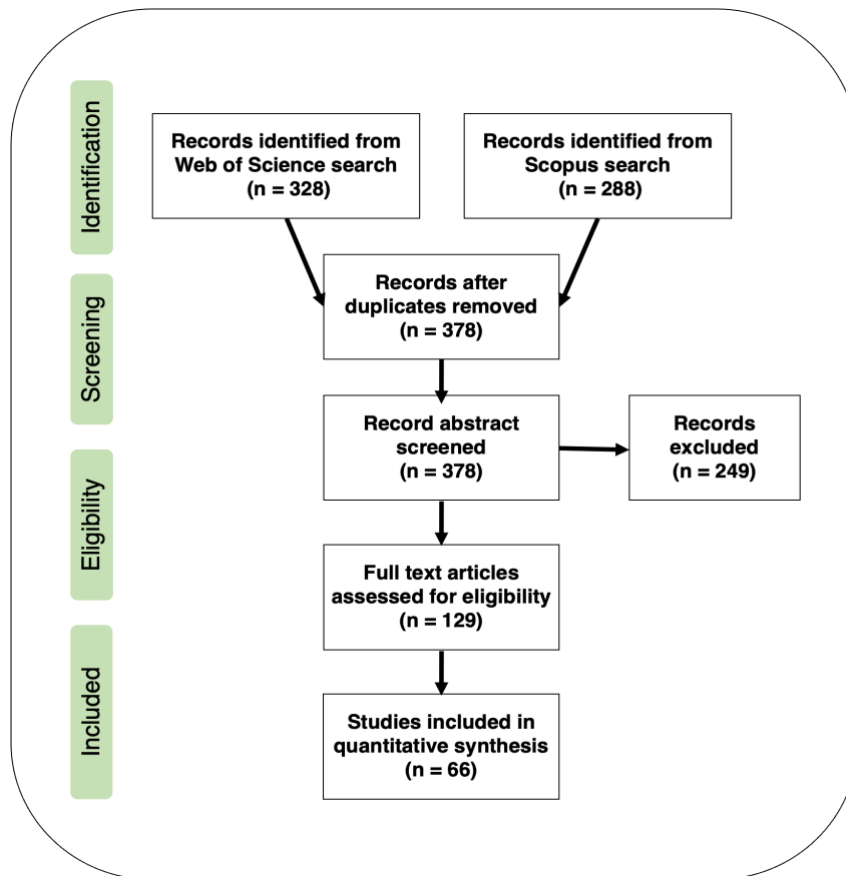 Identification
Records identified from
Web of Science search
(n = 328)
Records identified from
Scopus search
(n = 288)
Screening
Records after
duplicates removed
(n = 378)
Record abstract
screened
(n = 378)
Records
excluded
(n = 249)
Eligibility
Full text articles
assessed for eligibility
(n = 129)
Included
Studies included in
quantitative synthesis
(n = 66)